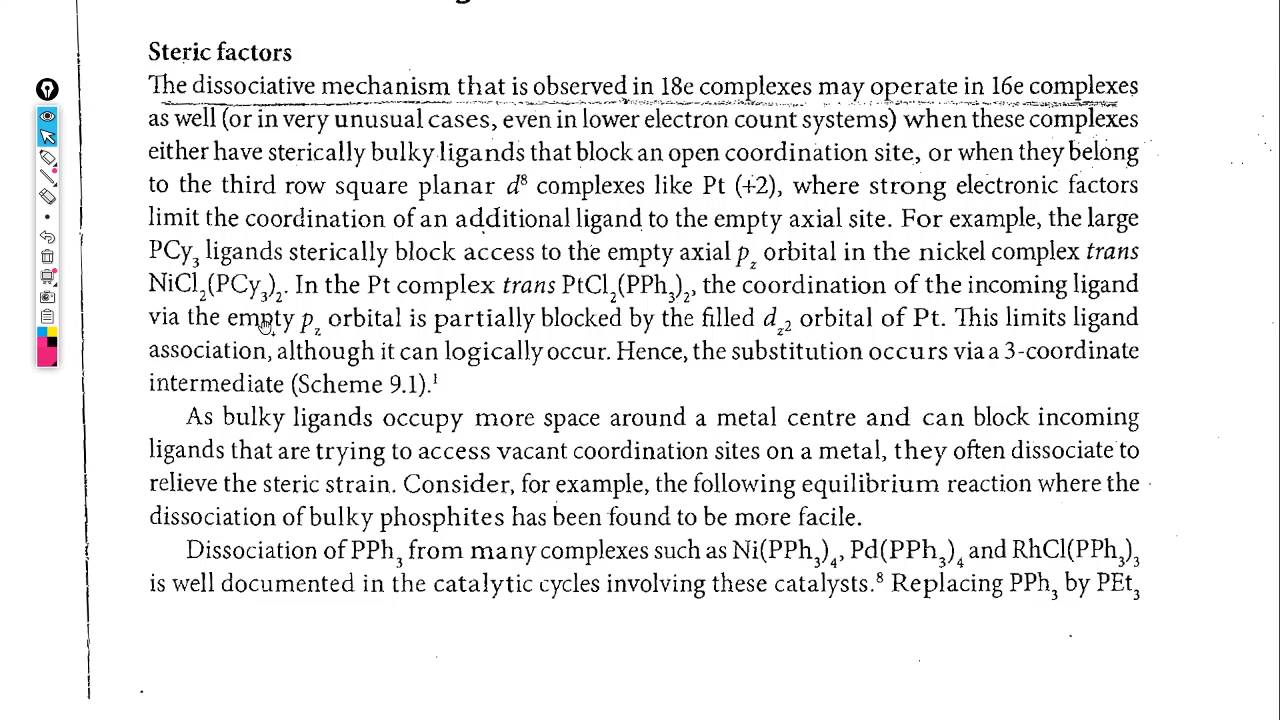 Steric factors
The dissociative mechanism that is observed in 18e complexes may operate in 16e complexes
as well (or in very unusual cases, even in lower electron count systems) when these complexes
either have sterically bulky ligands that block an open coordination site, or when they belong
to the third row square planar d⁸ complexes like Pt (+2), where strong electronic factors
limit the coordination of an additional ligand to the empty axial site. For example, the large
PCy₃ ligands sterically block access to the empty axial p_z orbital in the nickel complex trans
NiCl₂(PCy₃)₂. In the Pt complex trans PtCl₂(PPh₃)₂, the coordination of the incoming ligand
via the empty p_z orbital is partially blocked by the filled d_z2 orbital of Pt. This limits ligand
association, although it can logically occur. Hence, the substitution occurs via a 3-coordinate
intermediate (Scheme 9.1).¹
As bulky ligands occupy more space around a metal centre and can block incoming
ligands that are trying to access vacant coordination sites on a metal, they often dissociate to
relieve the steric strain. Consider, for example, the following equilibrium reaction where the
dissociation of bulky phosphites has been found to be more facile.
Dissociation of PPh₃ from many complexes such as Ni(PPh₃)₄, Pd(PPh₃)₄ and RhCl(PPh₃)₃
is well documented in the catalytic cycles involving these catalysts.⁸ Replacing PPh₃ by PEt₃